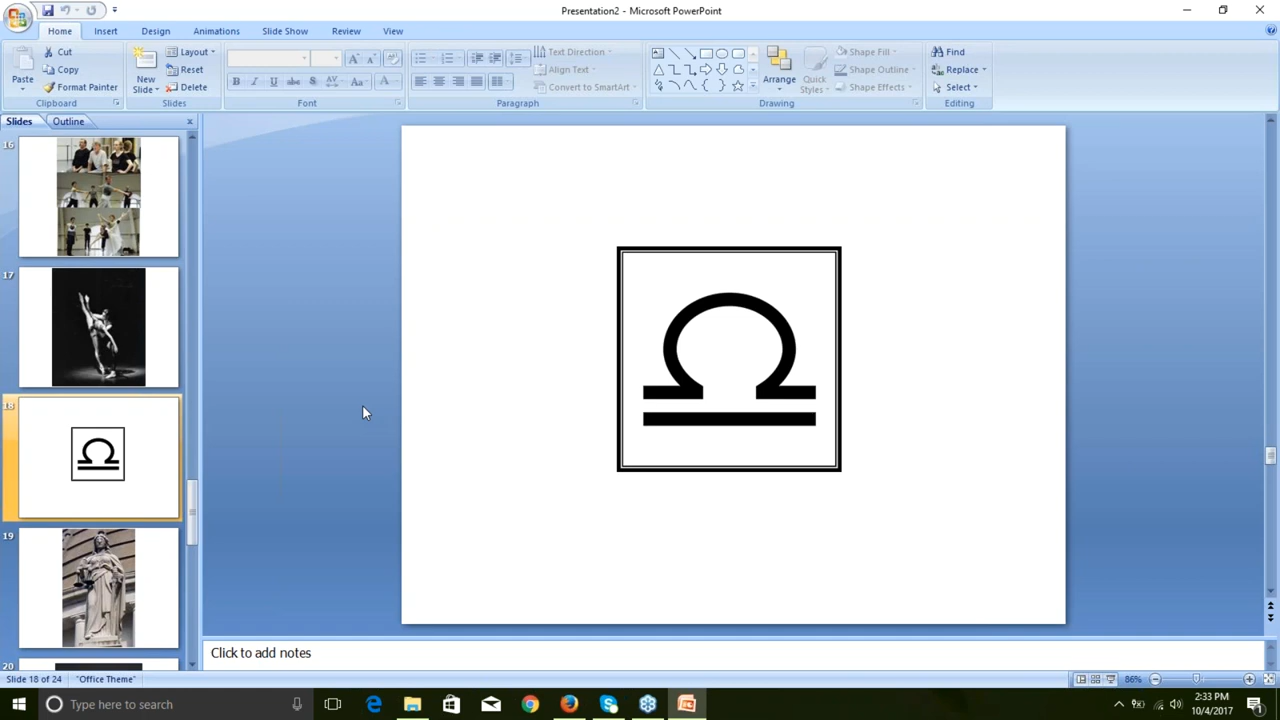 Presentation2 - Microsoft PowerPoint
Home Insert Design Animations Slide Show Review View
Paste
Cut
Copy
Format Painter
Clipboard
New
Slide
Layout
Reset
Delete
Slides
B I U abc S AV Aa A
Font
Text Direction
Align Text
Convert to SmartArt
Paragraph
Arrange
Quick
Styles
Shape Fill
Shape Outline
Shape Effects
Drawing
Find
Replace
Select
Editing
Slides Outline
16
17
18
19
20
Click to add notes
Slide 18 of 24 "Office Theme" 86%
Type here to search
2:33 PM
10/4/2017